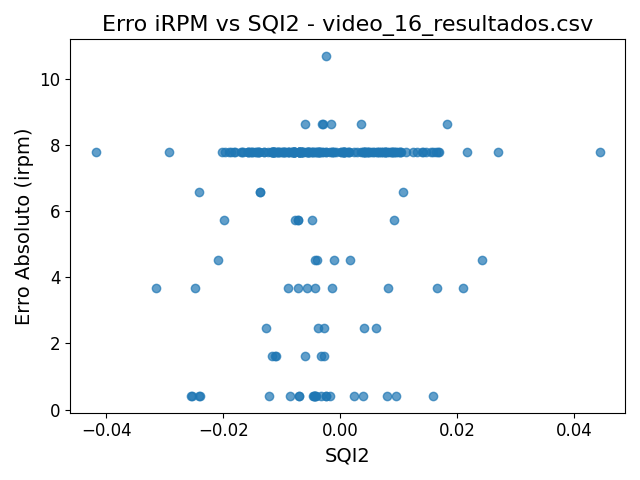 Erro iRPM vs SQI2 - video_16_resultados.csv
Erro Absoluto (irpm)
10
8
6
4
2
0
−0.04 −0.02 0.00 0.02 0.04
SQI2